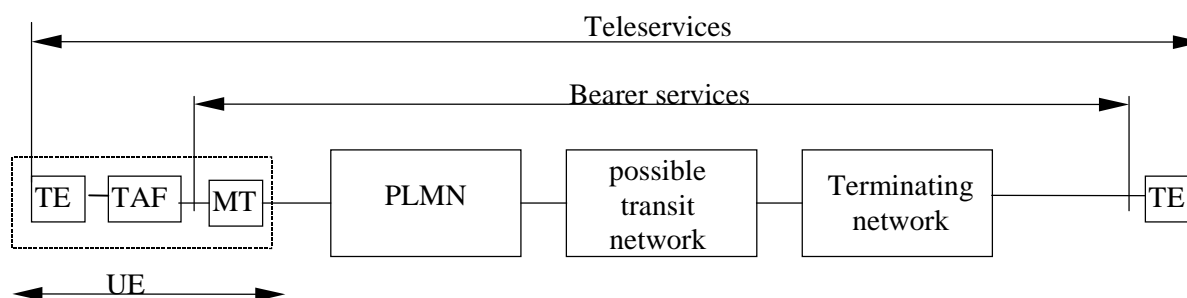 Teleservices
Bearer services
TE
TAF
MT
PLMN
possible
transit
network
Terminating
network
TE
UE